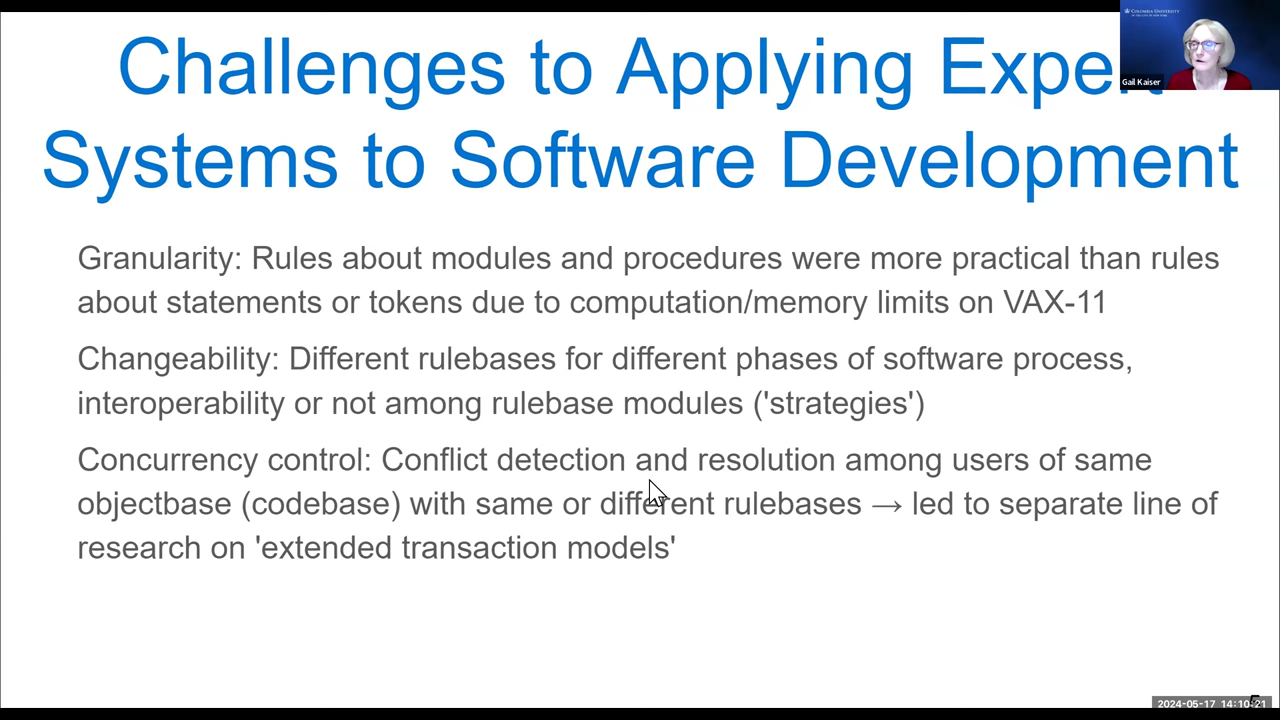 COLUMBIA UNIVERSITY
Gail Kaiser
Challenges to Applying Expert
Systems to Software Development
Granularity: Rules about modules and procedures were more practical than rules
about statements or tokens due to computation/memory limits on VAX-11
Changeability: Different rulebases for different phases of software process,
interoperability or not among rulebase modules ('strategies')
Concurrency control: Conflict detection and resolution among users of same
objectbase (codebase) with same or different rulebases → led to separate line of
research on 'extended transaction models'
5
2024-05-17 14:10:21